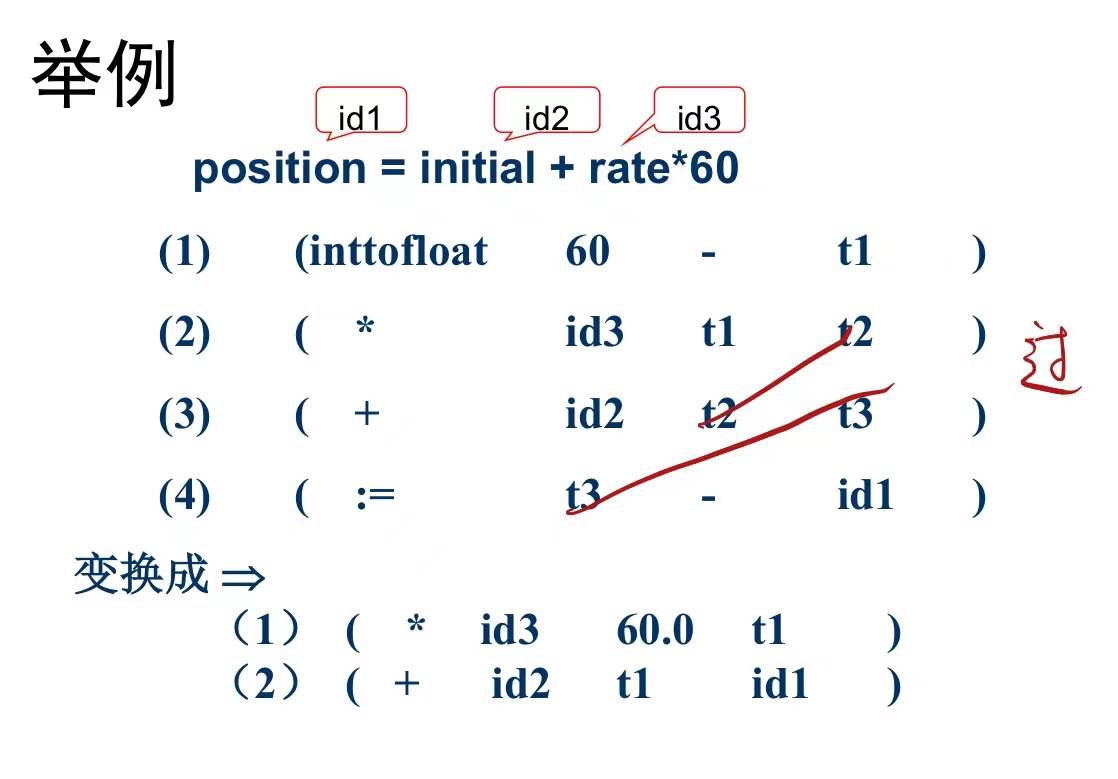 举例
id1 id2 id3
position = initial + rate*60
(1) (inttofloat 60 - t1 )
(2) ( * id3 t1 t2 )
过
(3) ( + id2 t2 t3 )
(4) ( := t3 - id1 )
变换成 ⇒
（1） ( * id3 60.0 t1 )
（2） ( + id2 t1 id1 )